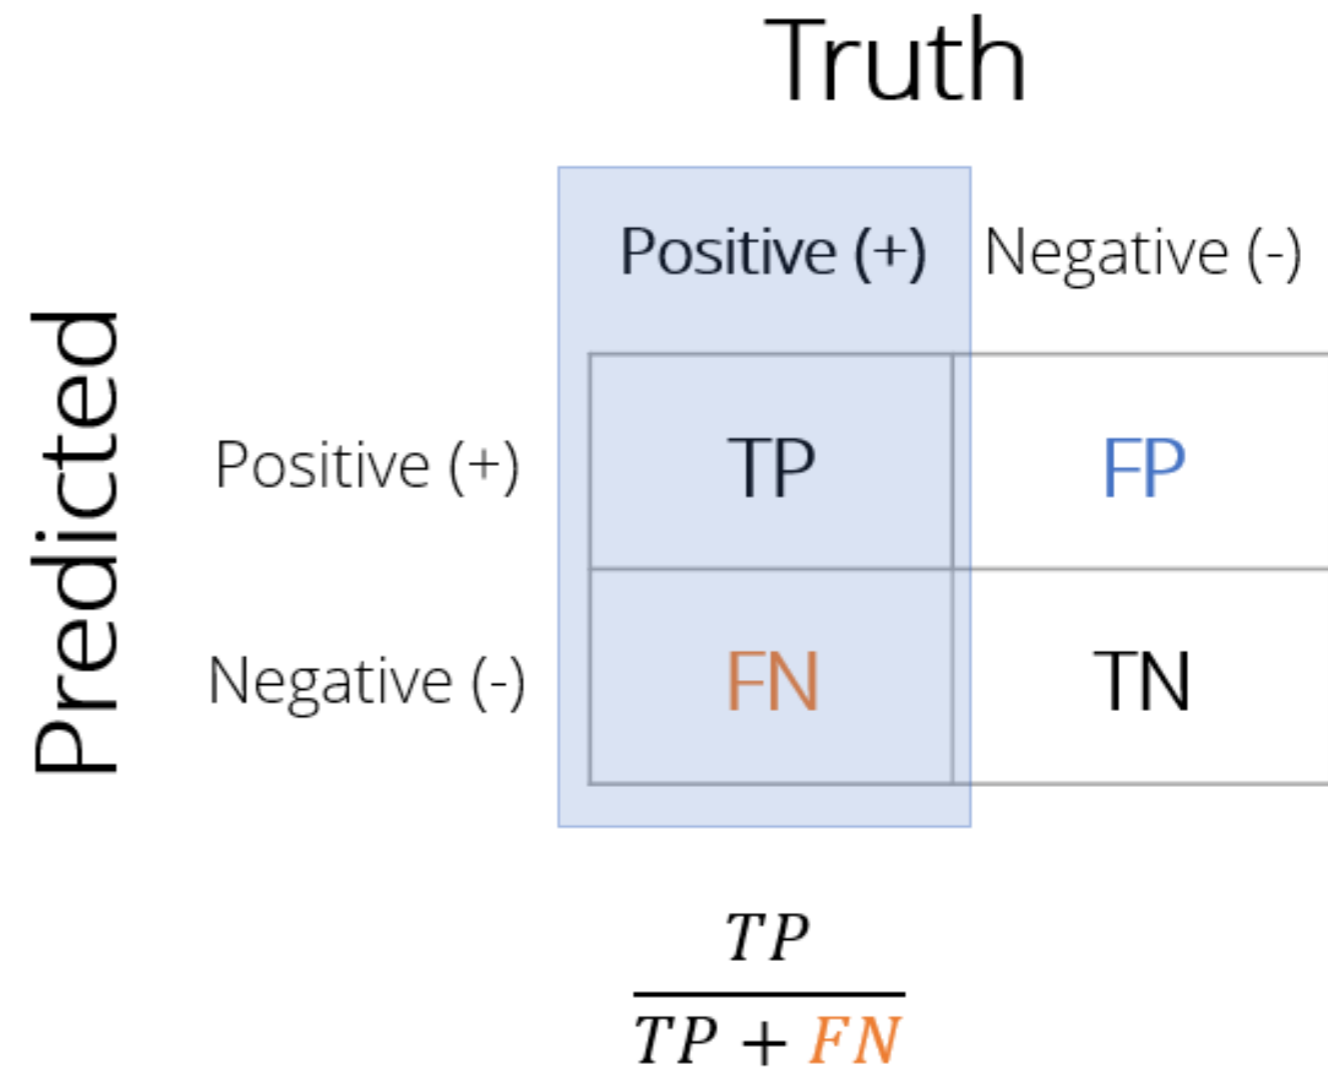 Truth
Positive (+) Negative (-)
Predicted
Positive (+) TP FP
Negative (-) FN TN
TP
TP + FN